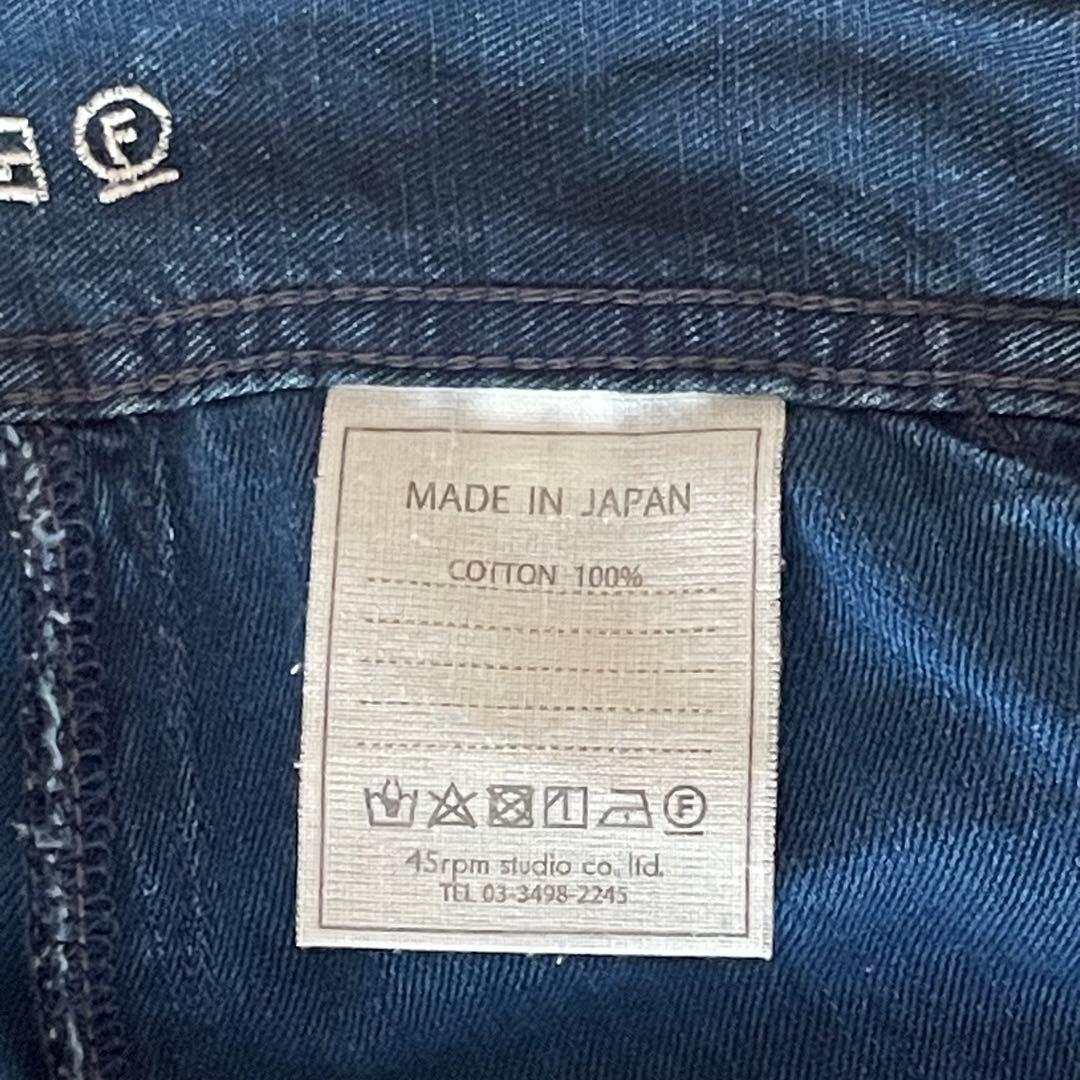 F
MADE IN JAPAN
COTTON 100%
F
45rpm studio co. ltd.
TEL 03-3498-2245